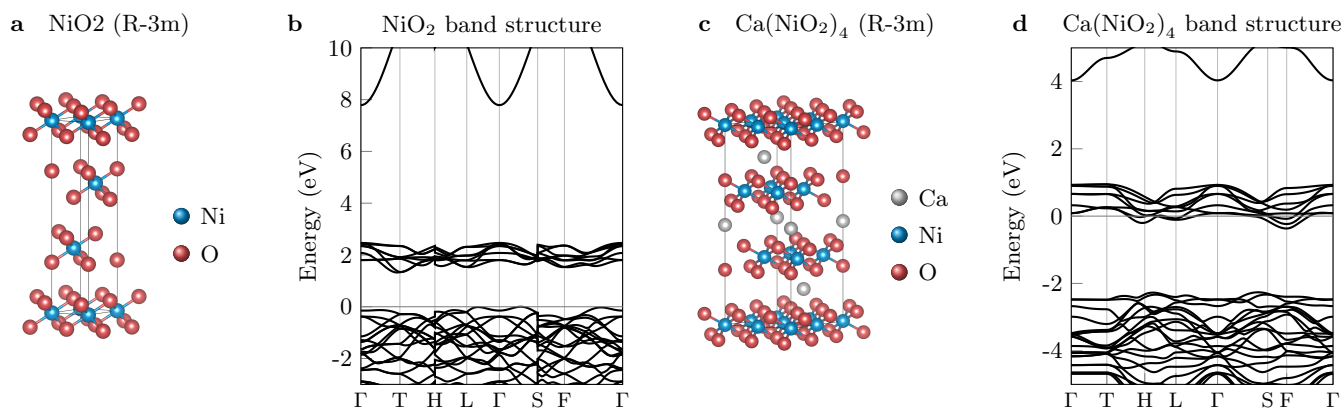 a NiO2 (R-3m)
Ni
O
b NiO₂ band structure
Energy (eV)
10
8
6
4
2
0
-2
Γ T H L Γ S F Γ
c Ca(NiO₂)₄ (R-3m)
Ca
Ni
O
d Ca(NiO₂)₄ band structure
Energy (eV)
4
2
0
-2
-4
Γ T H L Γ S F Γ